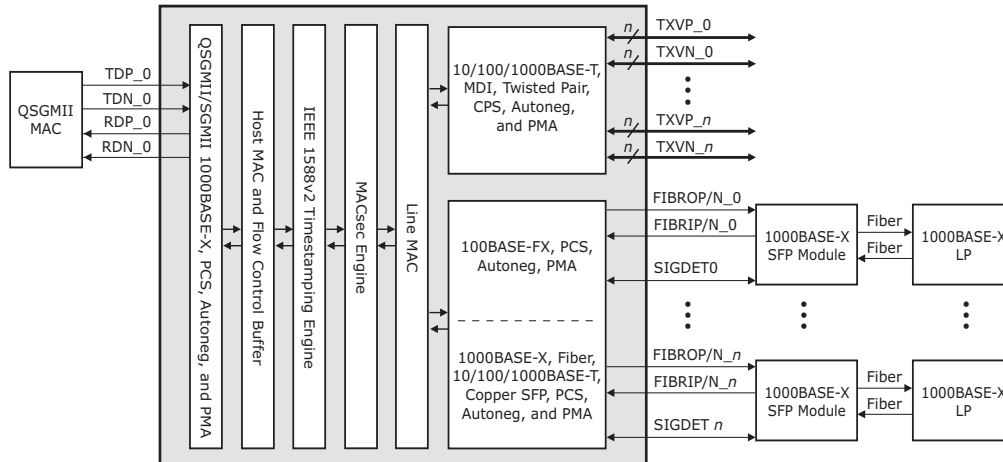 QSGMII
MAC
TDP_0
TDN_0
RDP_0
RDN_0
QSGMII/SGMII 1000BASE-X, PCS, Autoneg, and PMA
Host MAC and Flow Control Buffer
IEEE 1588v2 Timestamping Engine
MACsec Engine
Line MAC
10/100/1000BASE-T,
MDI, Twisted Pair,
CPS, Autoneg,
and PMA
n
TXVP_0
n
TXVN_0
n
TXVP_n
n
TXVN_n
100BASE-FX, PCS,
Autoneg, PMA
1000BASE-X, Fiber,
10/100/1000BASE-T,
Copper SFP, PCS,
Autoneg, and PMA
FIBROP/N_0
FIBRIP/N_0
SIGDET0
1000BASE-X
SFP Module
Fiber
Fiber
1000BASE-X
LP
FIBROP/N_n
FIBRIP/N_n
SIGDET n
1000BASE-X
SFP Module
Fiber
Fiber
1000BASE-X
LP